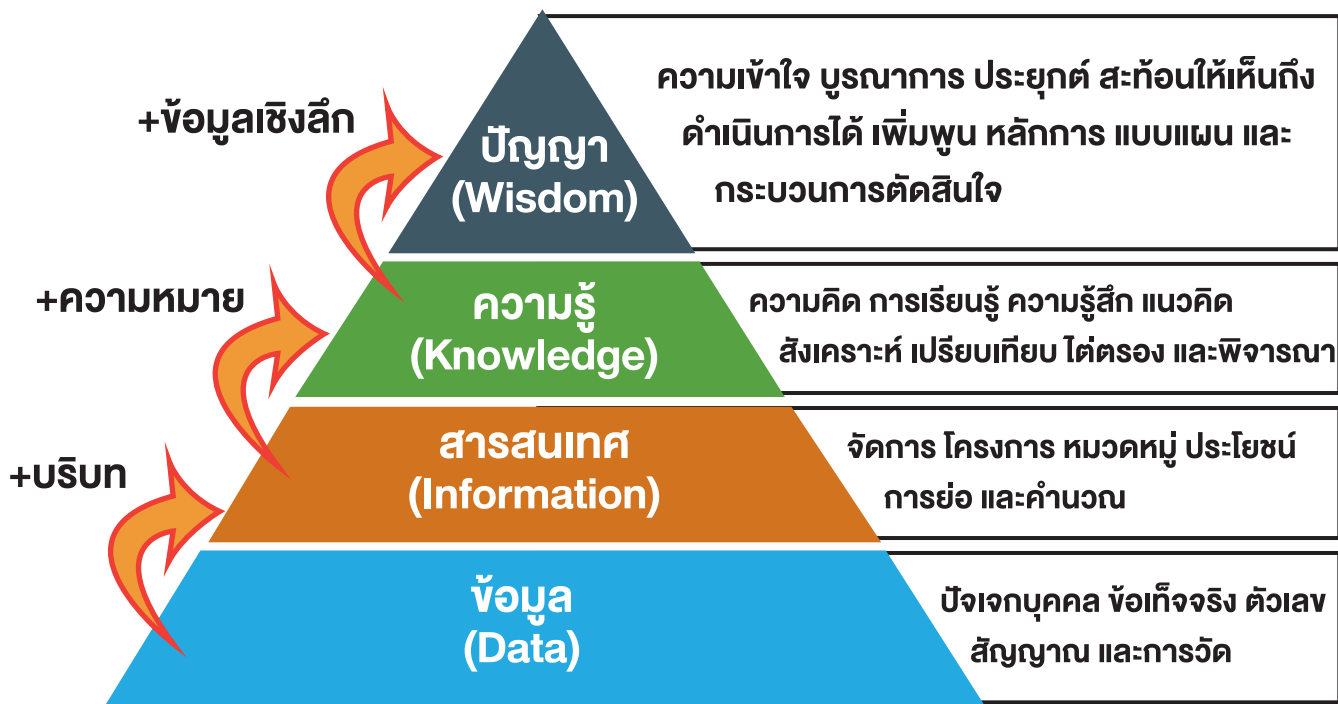 ความเข้าใจ บูรณาการ ประยุกต์ สะท้อนให้เห็นถึง
ดำเนินการได้ เพิ่มพูน หลักการ แบบแผน และ
กระบวนการตัดสินใจ
+ข้อมูลเชิงลึก
ปัญญา
(Wisdom)
+ความหมาย
ความรู้
(Knowledge)
ความคิด การเรียนรู้ ความรู้สึก แนวคิด
สังเคราะห์ เปรียบเทียบ ไต่ตรอง และพิจารณา
+บริบท
สารสนเทศ
(Information)
จัดการ โครงการ หมวดหมู่ ประโยชน์
การย่อ และคำนวณ
ข้อมูล
(Data)
ปัจเจกบุคคล ข้อเท็จจริง ตัวเลข
สัญญาณ และการวัด